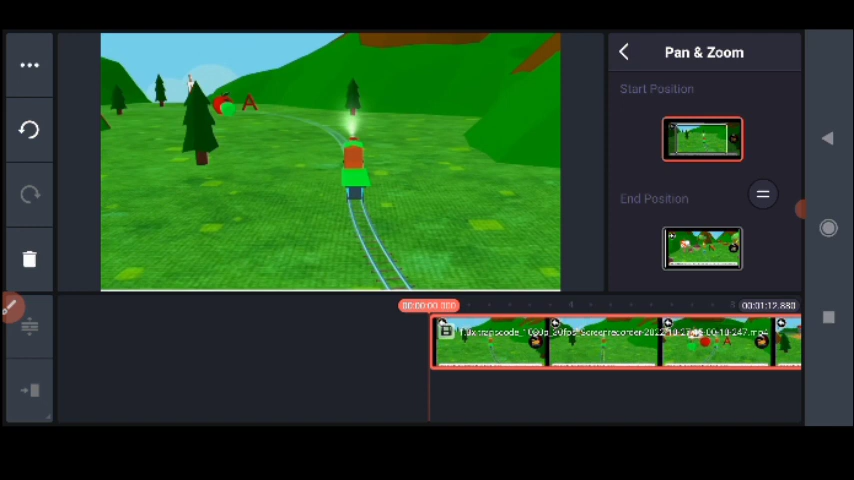 Pan & Zoom
Start Position
A
End Position
00:00:00.000
00:01:12.880